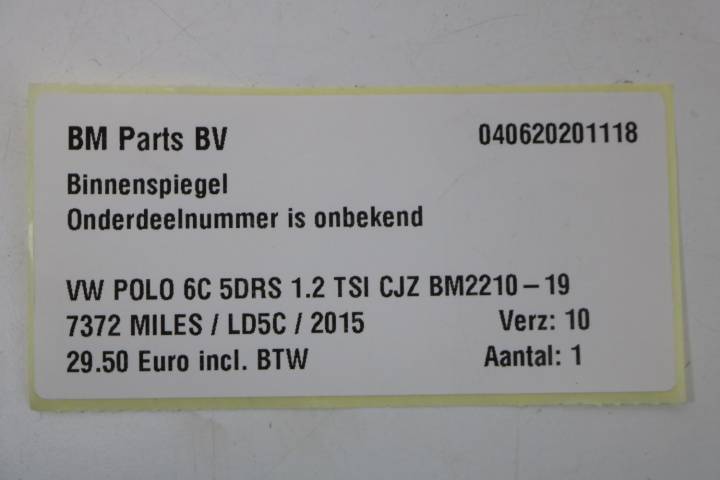 BM Parts BV 040620201118
Binnenspiegel
Onderdeelnummer is onbekend
VW POLO 6C 5DRS 1.2 TSI CJZ BM2210-19
7372 MILES / LD5C / 2015 Verz: 10
29.50 Euro incl. BTW Aantal: 1